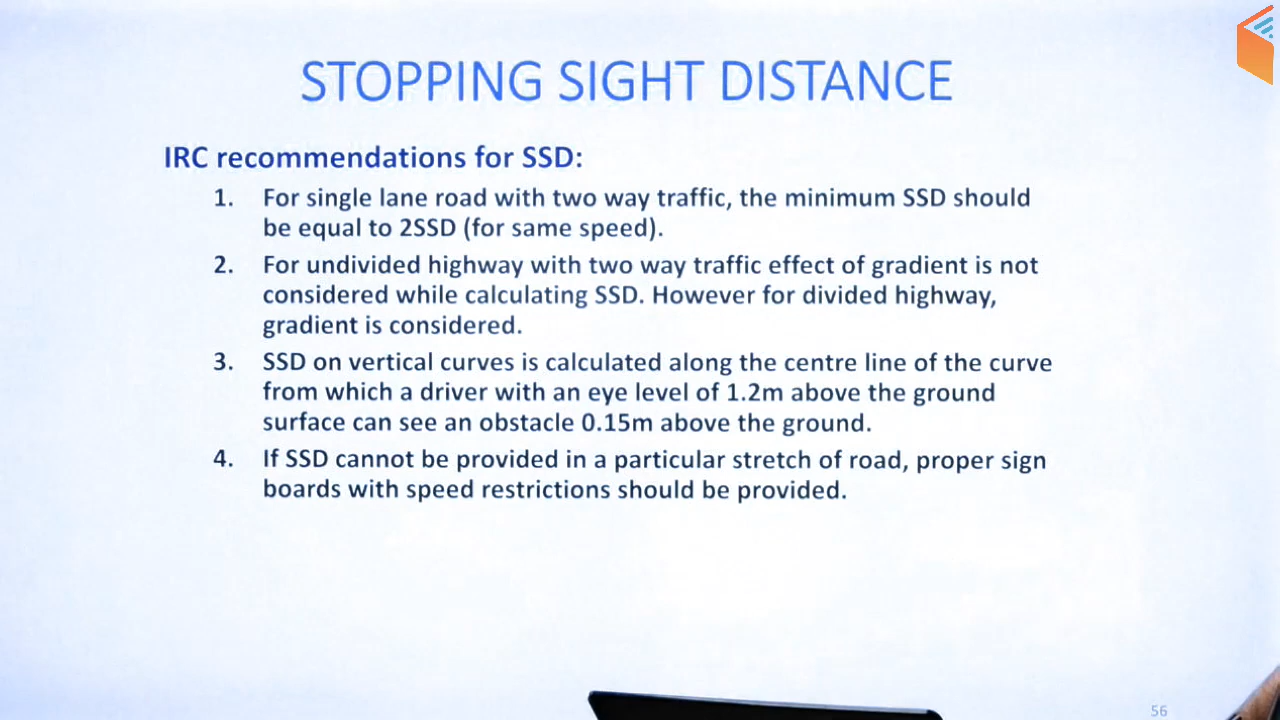 STOPPING SIGHT DISTANCE
IRC recommendations for SSD:
1. For single lane road with two way traffic, the minimum SSD should
be equal to 2SSD (for same speed).
2. For undivided highway with two way traffic effect of gradient is not
considered while calculating SSD. However for divided highway,
gradient is considered.
3. SSD on vertical curves is calculated along the centre line of the curve
from which a driver with an eye level of 1.2m above the ground
surface can see an obstacle 0.15m above the ground.
4. If SSD cannot be provided in a particular stretch of road, proper sign
boards with speed restrictions should be provided.
56